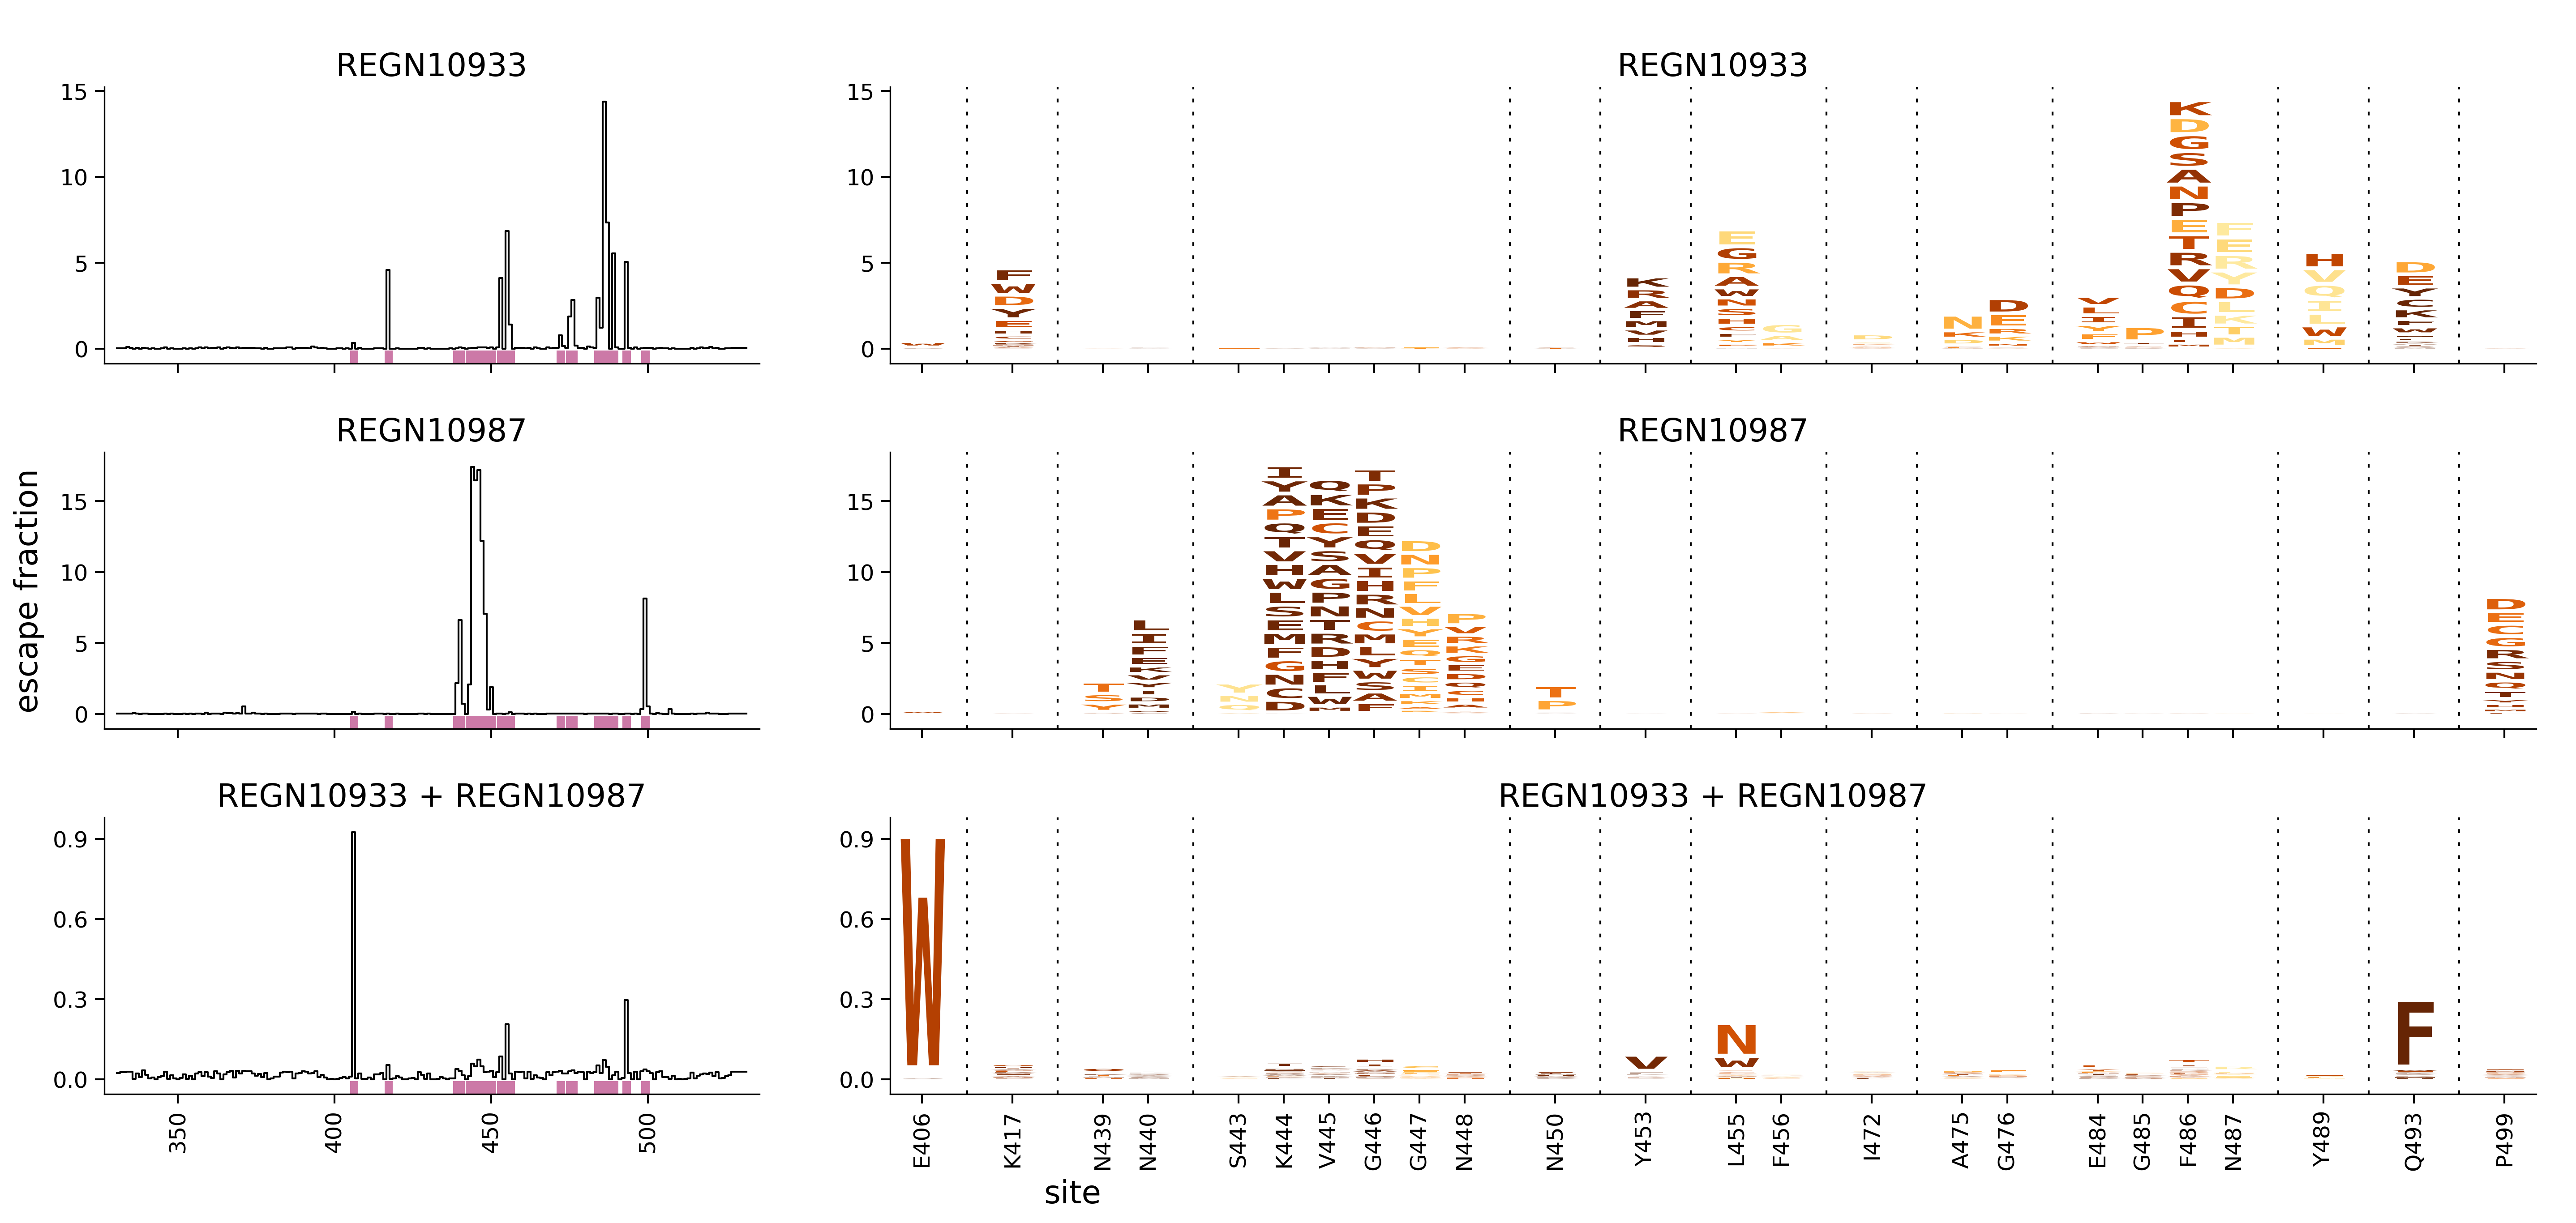 REGN10933
REGN10933
15
10
5
0
15
10
5
0
F
W
D
Y
E
K
R
A
F
M
V
H
E
G
R
A
W
N
S
H
G
A
K
D
N
K
D
D
E
R
N
V
L
I
Y
F
P
K
D
G
S
A
N
P
E
T
R
V
Q
C
I
H
F
E
R
Y
D
L
K
T
M
H
V
Q
I
L
W
M
D
E
Y
C
K
REGN10987
REGN10987
escape fraction
15
10
5
0
15
10
5
0
T
S
Y
L
I
F
E
K
V
Y
T
D
M
Y
N
Q
I
Y
A
P
Q
T
V
H
W
L
S
E
M
F
G
N
C
D
Q
K
E
C
Y
S
A
G
P
N
T
R
D
H
F
L
W
M
T
P
K
D
E
Q
V
I
H
R
N
C
M
L
Y
W
S
A
F
D
N
P
F
L
V
H
Y
E
Q
T
S
C
I
M
K
P
V
R
K
G
E
D
Q
C
H
A
T
P
D
E
C
G
R
S
N
Q
T
REGN10933 + REGN10987
REGN10933 + REGN10987
0.9
0.6
0.3
0.0
0.9
0.6
0.3
0.0
W
V
N
W
F
350
400
450
500
E406
K417
N439
N440
S443
K444
V445
G446
G447
N448
N450
Y453
L455
F456
I472
A475
G476
E484
G485
F486
N487
Y489
Q493
P499
site